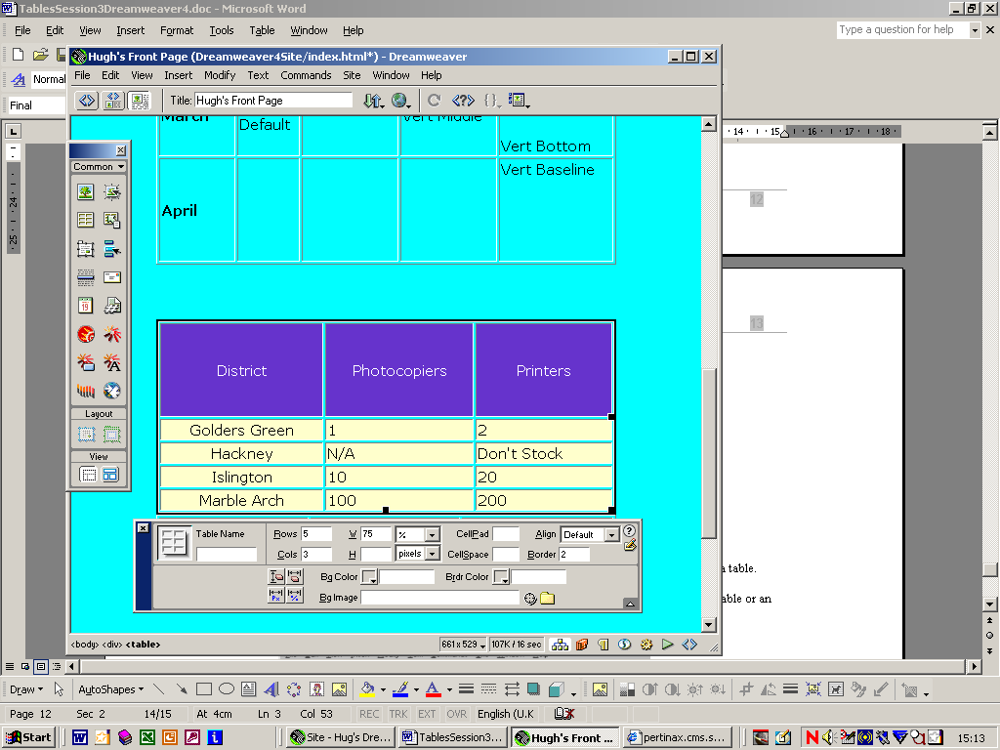 TablesSession3Dreamweaver4.doc - Microsoft Word
File Edit View Insert Format Tools Table Window Help
Type a question for help
Normal
Final
Hugh's Front Page (Dreamweaver4Site/index.html*) - Dreamweaver
File Edit View Insert Modify Text Commands Site Window Help
Title: Hugh's Front Page
14 15 16 17 18
24
25
March Default Vert Middle Vert Bottom
April Vert Baseline
Common
Layout
View
12
13
District Photocopiers Printers
Golders Green 1 2
Hackney N/A Don't Stock
Islington 10 20
Marble Arch 100 200
Table Name Rows 5 W 75 % CellPad Align Default
Cols 3 H pixels CellSpace Border 2
Bg Color Brdr Color
Bg Image
a table.
able or an
<body> <div> <table>
661 x 529 107K / 16 sec
Draw AutoShapes
Page 12 Sec 2 14/15 At 4cm Ln 3 Col 53 REC TRK EXT OVR English (U.K
Start Site - Hug's Dre... TablesSession3... Hugh's Front ... pertinax.cms.s... 15:13